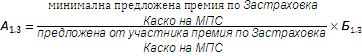 минимална предложена премия по Застраховка
Каско на МПС
A₁.₃ = × Б₁.₃
предложена от участника премия по Застраховка
Каско на МПС